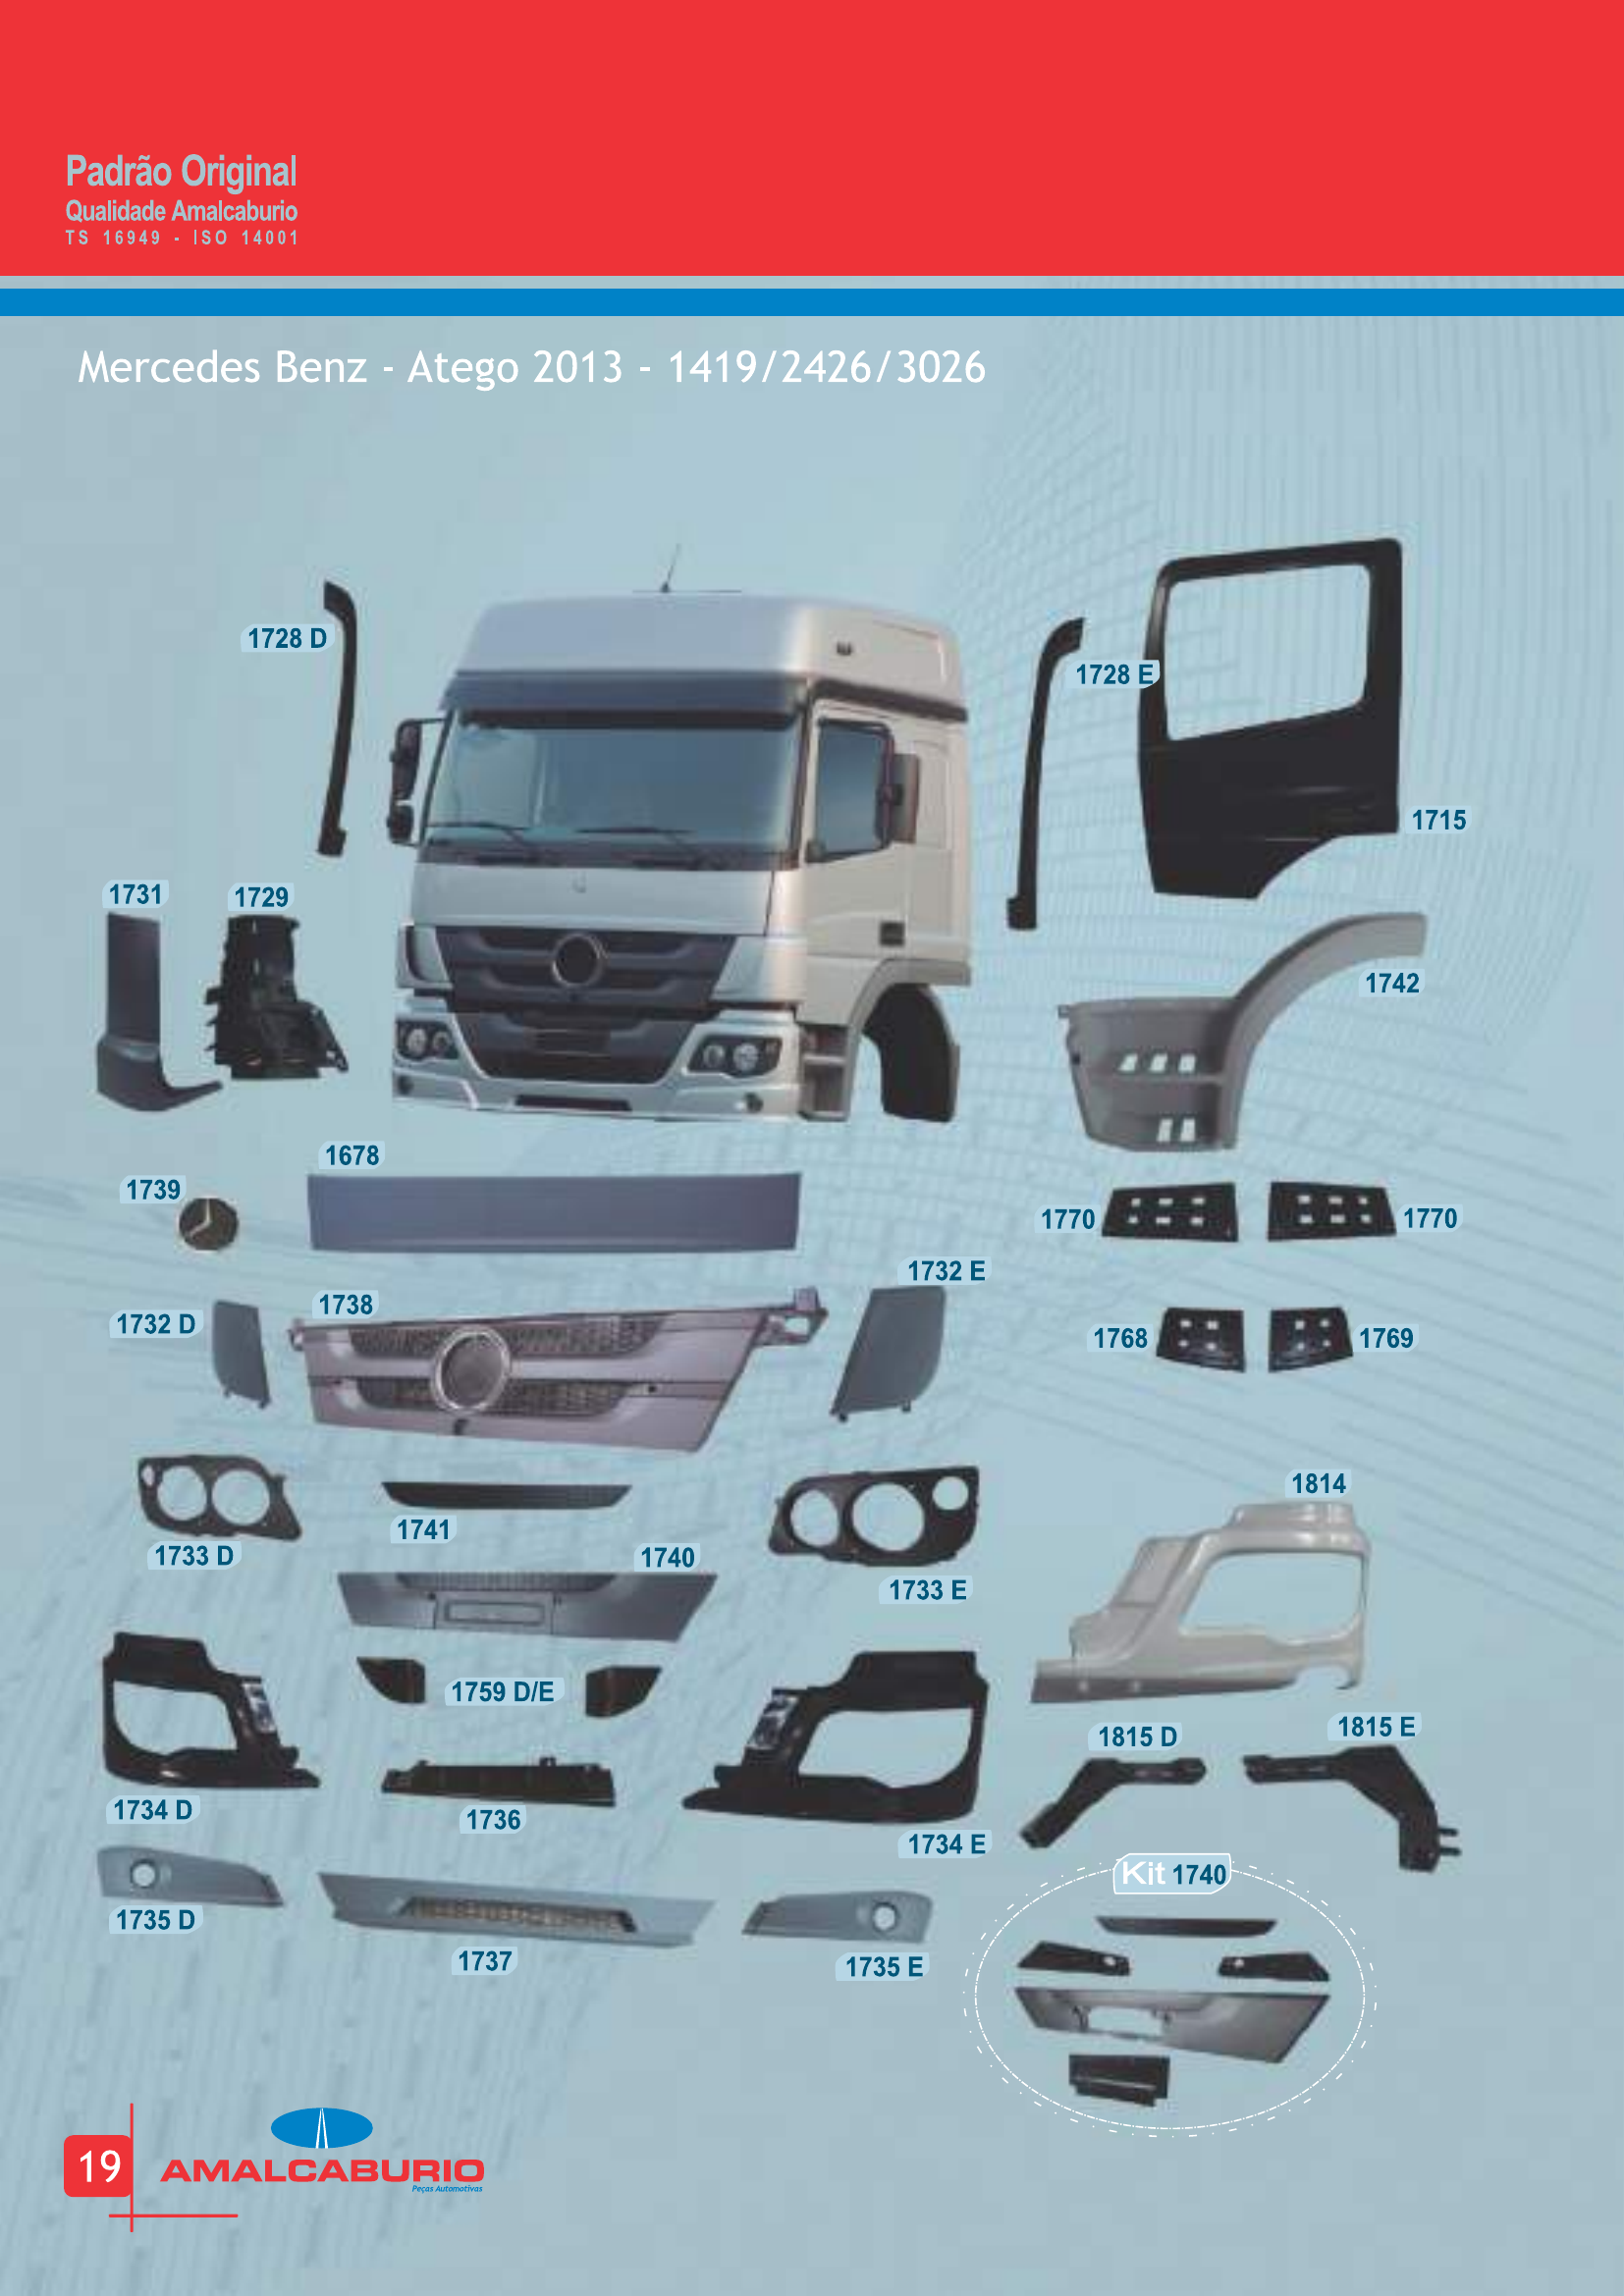 Padrão Original
Qualidade Amalcaburio
TS 16949 - ISO 14001
Mercedes Benz - Atego 2013 - 1419/2426/3026
1728 D
1728 E
1715
1731
1729
1742
1678
1739
1770
1770
1732 E
1732 D
1738
1768
1769
1814
1741
1733 D
1740
1733 E
1759 D/E
1815 D
1815 E
1734 D
1736
1734 E
Kit 1740
1735 D
1737
1735 E
19
AMALCABURIO
Peças Automotivas